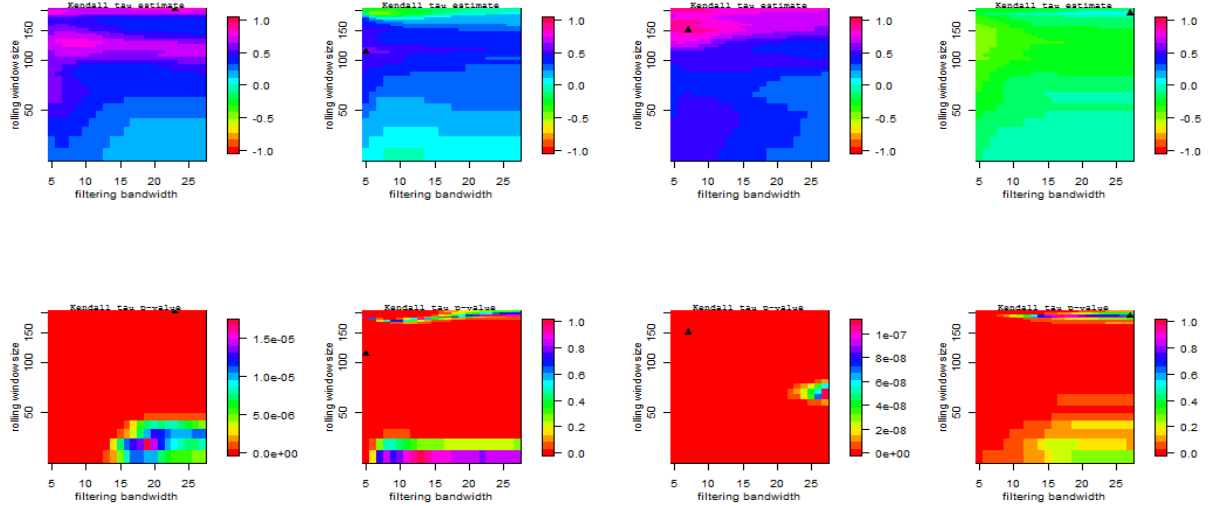 Kendall tau estimate
rolling window size
50
100
150
5
10
15
20
25
filtering bandwidth
1.0
0.5
0.0
-0.5
-1.0
Kendall tau estimate
rolling window size
50
100
150
5
10
15
20
25
filtering bandwidth
1.0
0.5
0.0
-0.5
-1.0
Kendall tau estimate
rolling window size
50
100
150
5
10
15
20
25
filtering bandwidth
1.0
0.5
0.0
-0.5
-1.0
Kendall tau estimate
rolling window size
50
100
150
5
10
15
20
25
filtering bandwidth
1.0
0.5
0.0
-0.5
-1.0
Kendall tau p-value
rolling window size
50
100
150
5
10
15
20
25
filtering bandwidth
1.5e-05
1.0e-05
5.0e-06
0.0e+00
Kendall tau p-value
rolling window size
50
100
150
5
10
15
20
25
filtering bandwidth
1.0
0.8
0.6
0.4
0.2
0.0
Kendall tau p-value
rolling window size
50
100
150
5
10
15
20
25
filtering bandwidth
1e-07
8e-08
6e-08
4e-08
2e-08
0e+00
Kendall tau p-value
rolling window size
50
100
150
5
10
15
20
25
filtering bandwidth
1.0
0.8
0.6
0.4
0.2
0.0